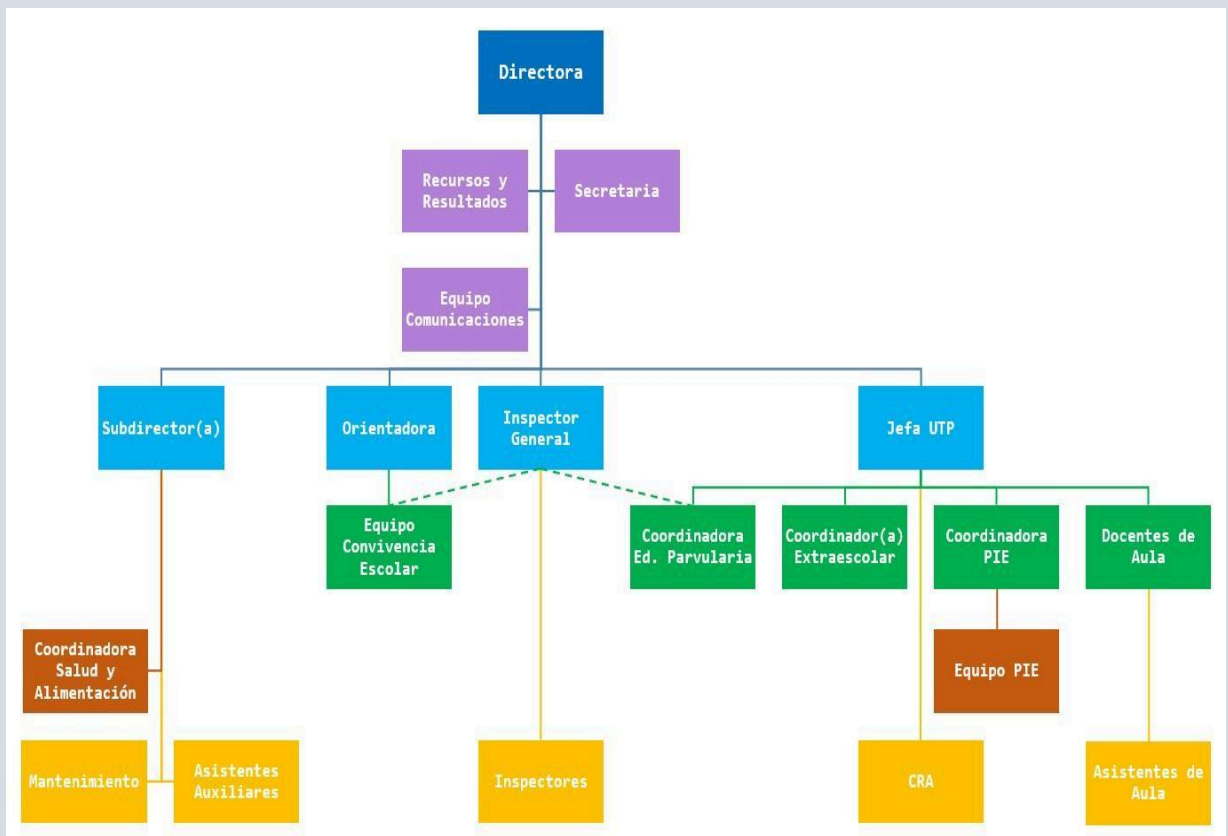 Directora
Recursos y
Resultados
Secretaria
Equipo
Comunicaciones
Subdirector(a)
Orientadora
Inspector
General
Jefa UTP
Equipo
Convivencia
Escolar
Coordinadora
Ed. Parvularia
Coordinador(a)
Extraescolar
Coordinadora
PIE
Docentes de
Aula
Coordinadora
Salud y
Alimentación
Equipo PIE
Mantenimiento
Asistentes
Auxiliares
Inspectores
CRA
Asistentes de
Aula